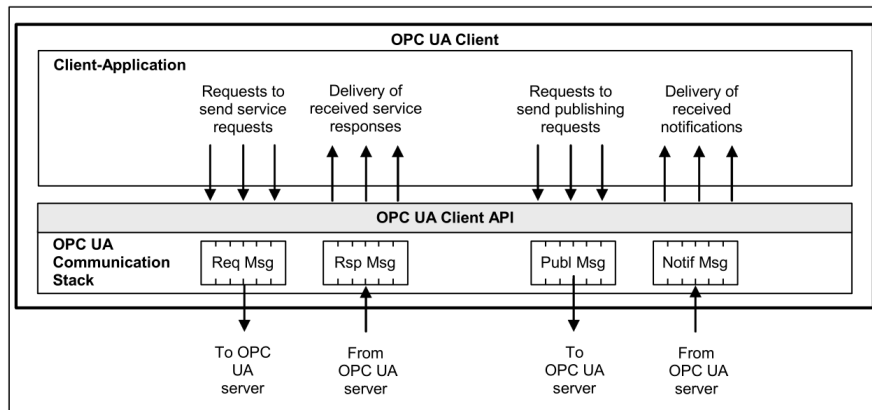 OPC UA Client
Client-Application
Requests to
send service
requests
Delivery of
received service
responses
Requests to
send publishing
requests
Delivery of
received
notifications
OPC UA Client API
OPC UA
Communication
Stack
Req Msg
Rsp Msg
Publ Msg
Notif Msg
To OPC
UA
server
From
OPC UA
server
To
OPC UA
server
From
OPC UA
server